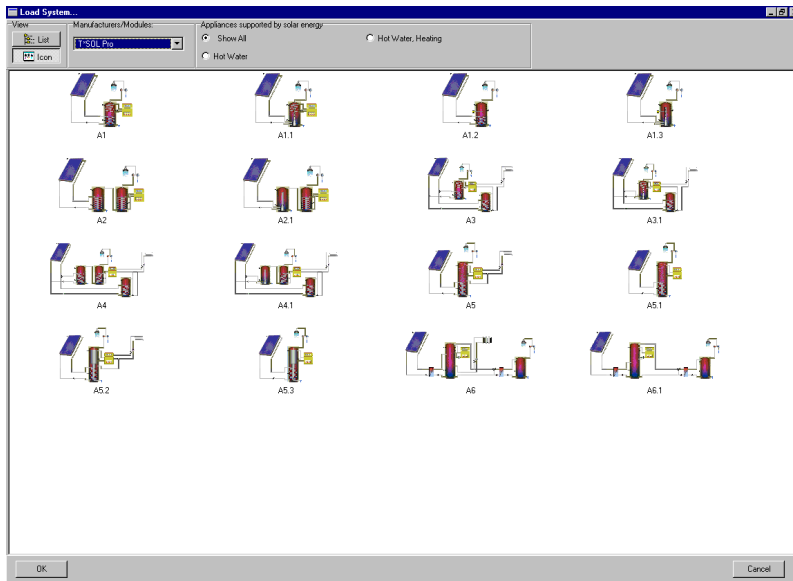 Load System...
View
Manufacturers/Modules:
Appliances supported by solar energy
List
T*SOL Pro
Show All
Hot Water, Heating
Icon
Hot Water
A1
A1.1
A1.2
A1.3
A2
A2.1
A3
A3.1
A4
A4.1
A5
A5.1
A5.2
A5.3
A6
A6.1
OK
Cancel